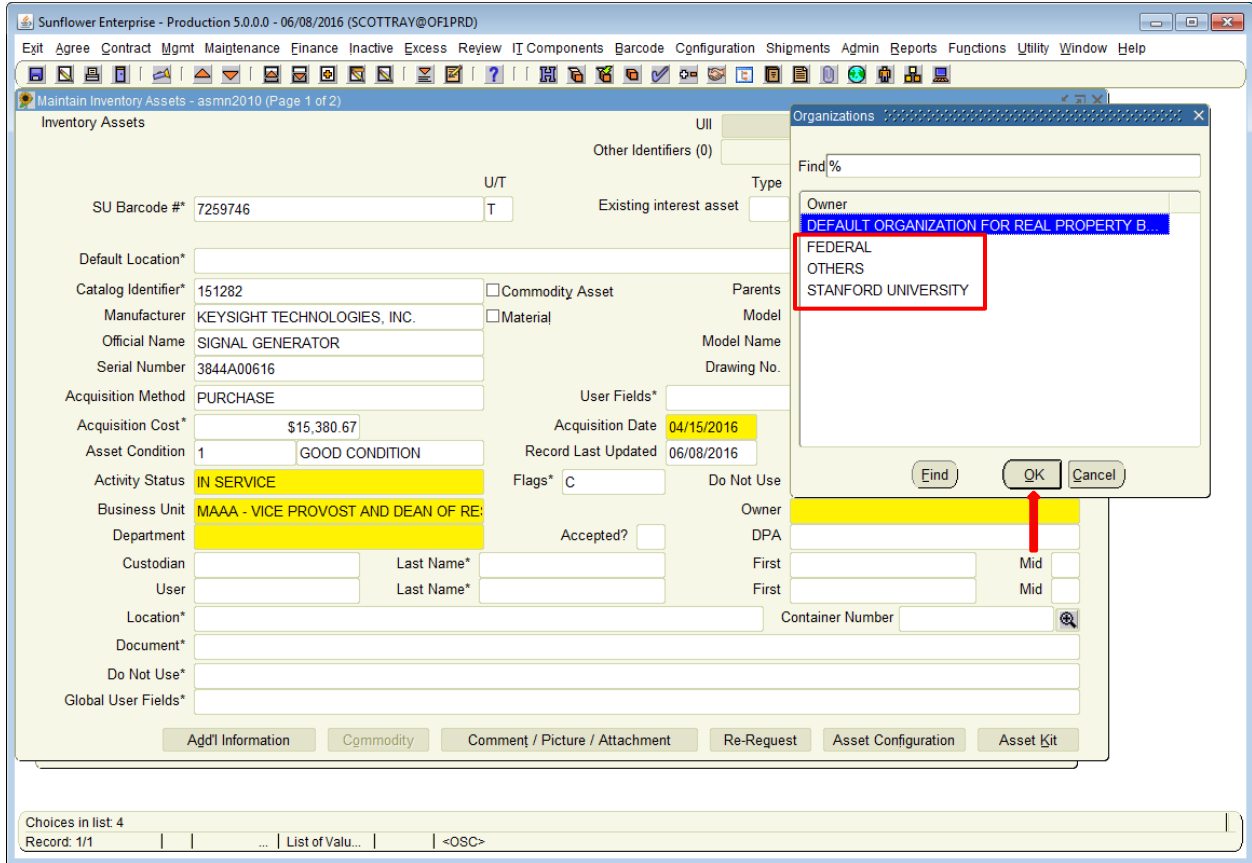 Sunflower Enterprise - Production 5.0.0.0 - 06/08/2016 (SCOTTRAY@OF1PRD)
Exit Agree Contract Mgmt Maintenance Finance Inactive Excess Review IT Components Barcode Configuration Shipments Admin Reports Functions Utility Window Help
Maintain Inventory Assets - asmn2010 (Page 1 of 2)
Inventory Assets
UII
Other Identifiers (0)
U/T
Type
SU Barcode #* 7259746 T Existing interest asset
Default Location*
Catalog Identifier* 151282 Commodity Asset Parents
Manufacturer KEYSIGHT TECHNOLOGIES, INC. Material Model
Official Name SIGNAL GENERATOR Model Name
Serial Number 3844A00616 Drawing No.
Acquisition Method PURCHASE User Fields*
Acquisition Cost* $15,380.67 Acquisition Date 04/15/2016
Asset Condition 1 GOOD CONDITION Record Last Updated 06/08/2016
Activity Status IN SERVICE Flags* C Do Not Use
Business Unit MAAA - VICE PROVOST AND DEAN OF RE Owner
Department Accepted? DPA
Custodian Last Name* First Mid
User Last Name* First Mid
Location* Container Number
Document*
Do Not Use*
Global User Fields*
Add'l Information Commodity Comment / Picture / Attachment Re-Request Asset Configuration Asset Kit
Organizations
Find %
Owner
DEFAULT ORGANIZATION FOR REAL PROPERTY B...
FEDERAL
OTHERS
STANFORD UNIVERSITY
Find OK Cancel
Choices in list: 4
Record: 1/1 ... List of Valu... <OSC>